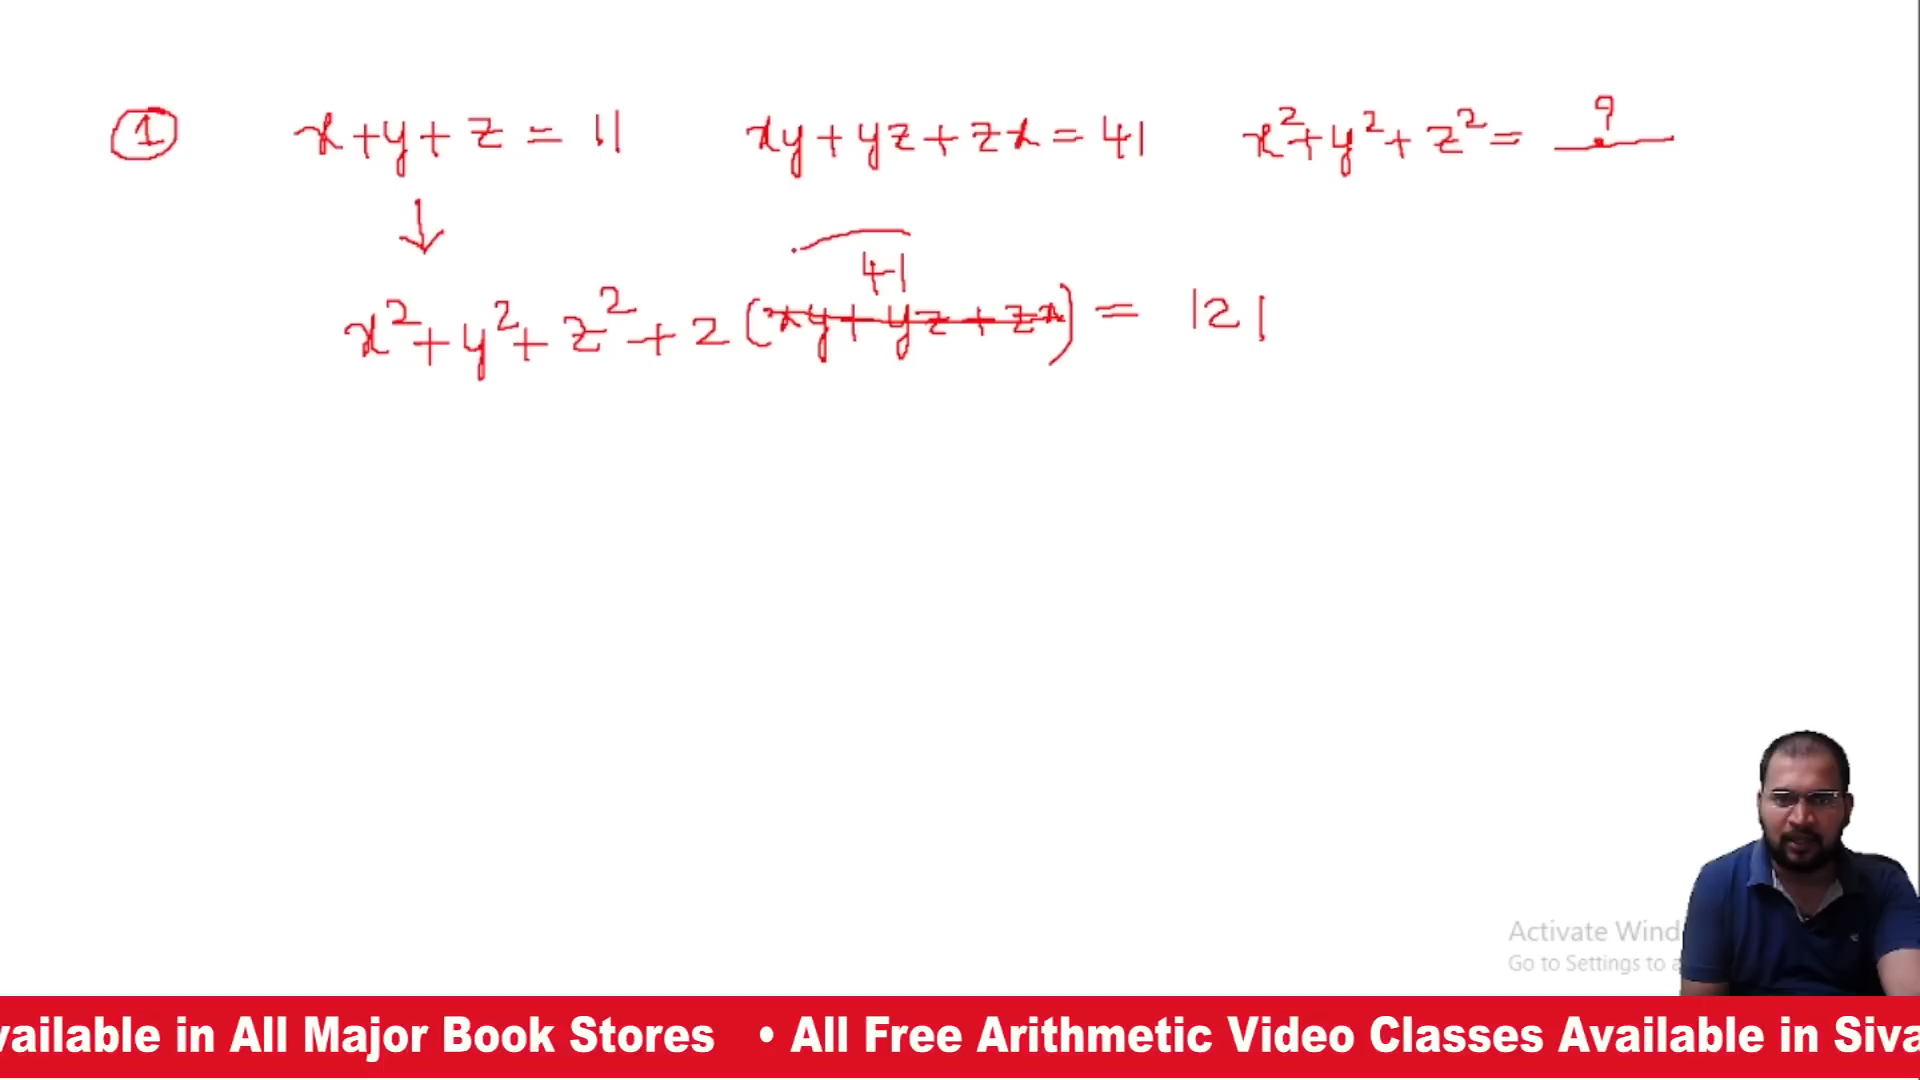 ① x+y+z=11 xy+yz+zx=41 x²+y²+z²= ?
↓
41
x²+y²+z²+2(xy+yz+zx) = 121
Activate Wind
Go to Settings to a
vailable in All Major Book Stores • All Free Arithmetic Video Classes Available in Siva